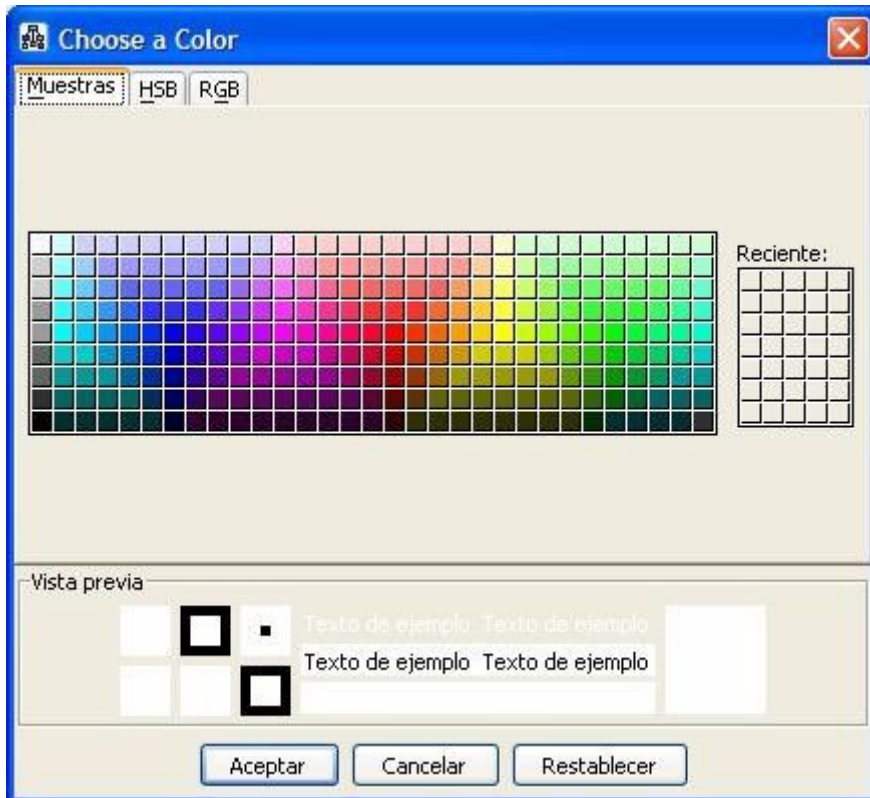 Choose a Color
Muestras HSB RGB
Reciente:
Vista previa
Texto de ejemplo Texto de ejemplo
Texto de ejemplo Texto de ejemplo
Aceptar Cancelar Restablecer